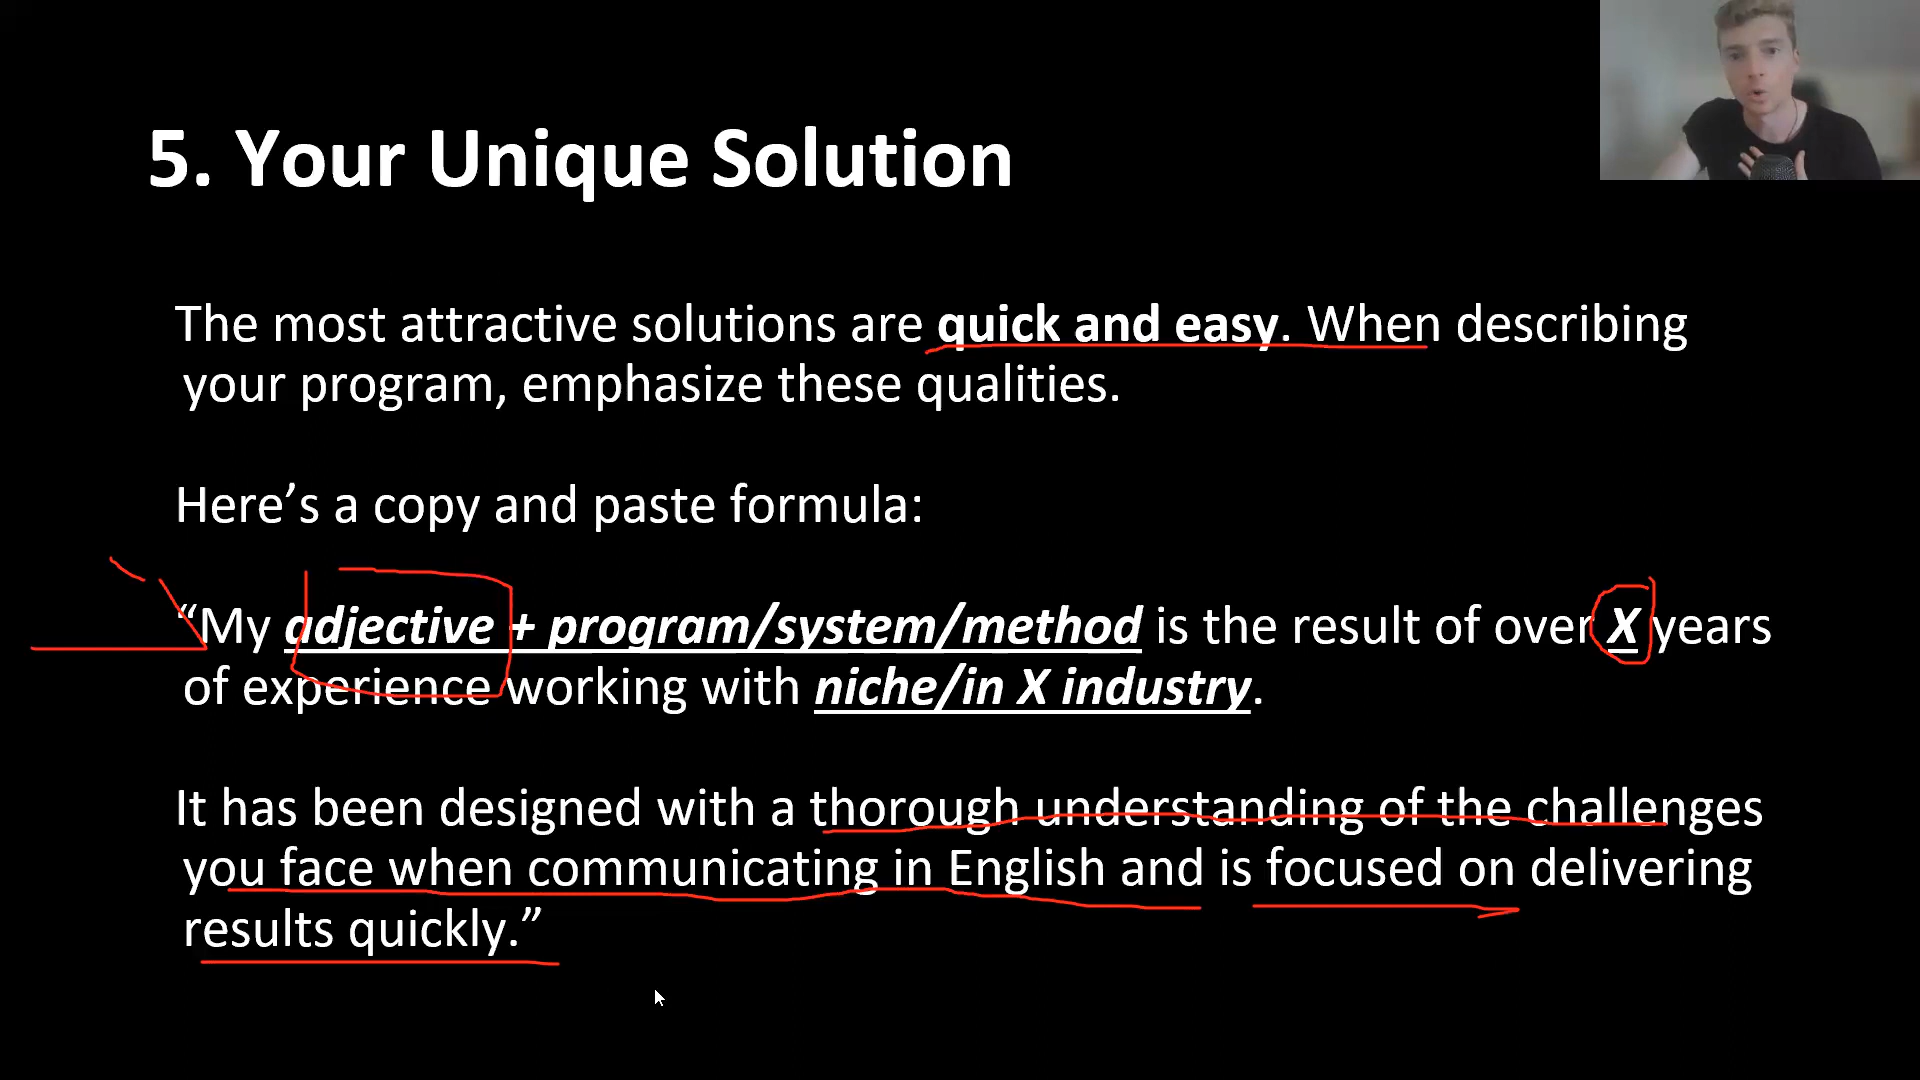 5. Your Unique Solution
The most attractive solutions are quick and easy. When describing
your program, emphasize these qualities.
Here’s a copy and paste formula:
“My adjective + program/system/method is the result of over X years
of experience working with niche/in X industry.
It has been designed with a thorough understanding of the challenges
you face when communicating in English and is focused on delivering
results quickly.”